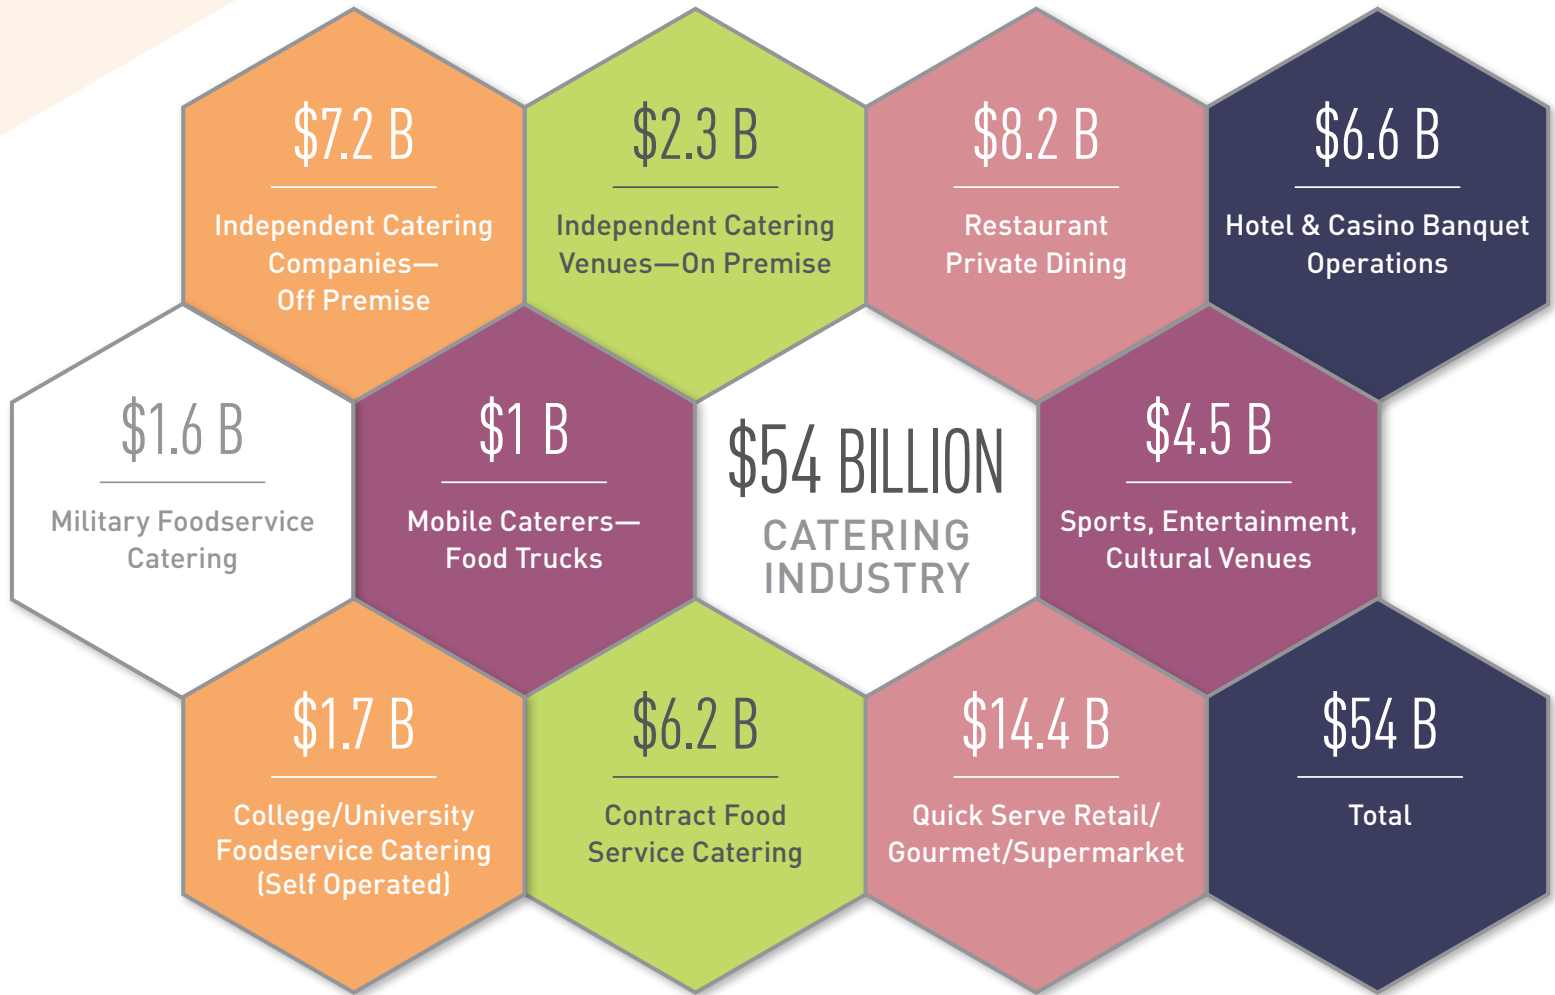 $7.2 B
Independent Catering
Companies—
Off Premise
$2.3 B
Independent Catering
Venues—On Premise
$8.2 B
Restaurant
Private Dining
$6.6 B
Hotel & Casino Banquet
Operations
$1.6 B
Military Foodservice
Catering
$1 B
Mobile Caterers—
Food Trucks
$54 BILLION
CATERING
INDUSTRY
$4.5 B
Sports, Entertainment,
Cultural Venues
$1.7 B
College/University
Foodservice Catering
(Self Operated)
$6.2 B
Contract Food
Service Catering
$14.4 B
Quick Serve Retail/
Gourmet/Supermarket
$54 B
Total